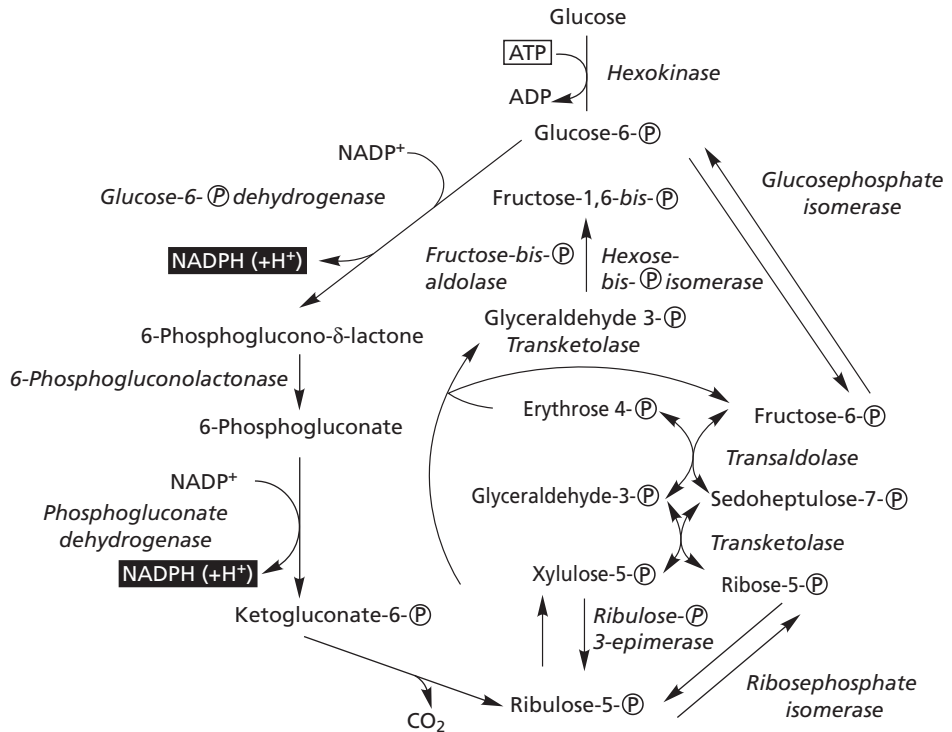 Glucose
ATP
Hexokinase
ADP
Glucose-6-Ⓟ
NADP⁺
Glucose-6-Ⓟ dehydrogenase
NADPH (+H⁺)
Glucosephosphate
isomerase
Fructose-1,6-bis-Ⓟ
Fructose-bis-Ⓟ
aldolase
Hexose-
bis-Ⓟ isomerase
Glyceraldehyde 3-Ⓟ
Transketolase
6-Phosphoglucono-δ-lactone
6-Phosphogluconolactonase
6-Phosphogluconate
Erythrose 4-Ⓟ
Fructose-6-Ⓟ
Transaldolase
NADP⁺
Phosphogluconate
dehydrogenase
NADPH (+H⁺)
Glyceraldehyde-3-Ⓟ
Sedoheptulose-7-Ⓟ
Transketolase
Xylulose-5-Ⓟ
Ribose-5-Ⓟ
Ketogluconate-6-Ⓟ
Ribulose-Ⓟ
3-epimerase
CO₂
Ribulose-5-Ⓟ
Ribosephosphate
isomerase